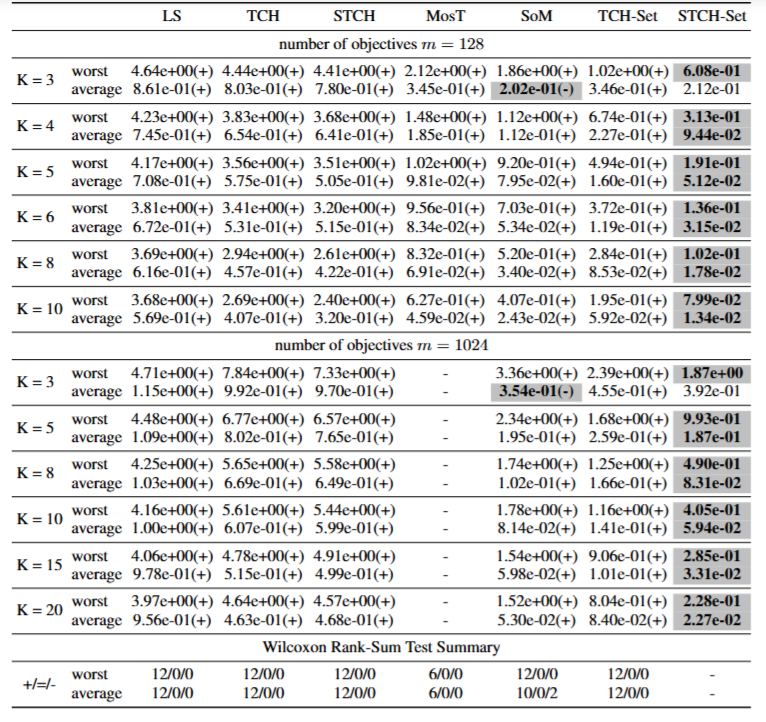 LS TCH STCH MosT SoM TCH-Set STCH-Set
number of objectives m = 128
K = 3 worst 4.64e+00(+) 4.44e+00(+) 4.41e+00(+) 2.12e+00(+) 1.86e+00(+) 1.02e+00(+) 6.08e-01
average 8.61e-01(+) 8.03e-01(+) 7.80e-01(+) 3.45e-01(+) 2.02e-01(-) 3.46e-01(+) 2.12e-01
K = 4 worst 4.23e+00(+) 3.83e+00(+) 3.68e+00(+) 1.48e+00(+) 1.12e+00(+) 6.74e-01(+) 3.13e-01
average 7.45e-01(+) 6.54e-01(+) 6.41e-01(+) 1.85e-01(+) 1.12e-01(+) 2.27e-01(+) 9.44e-02
K = 5 worst 4.17e+00(+) 3.56e+00(+) 3.51e+00(+) 1.02e+00(+) 9.20e-01(+) 4.94e-01(+) 1.91e-01
average 7.08e-01(+) 5.75e-01(+) 5.05e-01(+) 9.81e-02(+) 7.95e-02(+) 1.60e-01(+) 5.12e-02
K = 6 worst 3.81e+00(+) 3.41e+00(+) 3.20e+00(+) 9.56e-01(+) 7.03e-01(+) 3.72e-01(+) 1.36e-01
average 6.72e-01(+) 5.31e-01(+) 5.15e-01(+) 8.34e-02(+) 5.34e-02(+) 1.19e-01(+) 3.15e-02
K = 8 worst 3.69e+00(+) 2.94e+00(+) 2.61e+00(+) 8.32e-01(+) 5.20e-01(+) 2.84e-01(+) 1.02e-01
average 6.16e-01(+) 4.57e-01(+) 4.22e-01(+) 6.91e-02(+) 3.40e-02(+) 8.53e-02(+) 1.78e-02
K = 10 worst 3.68e+00(+) 2.69e+00(+) 2.40e+00(+) 6.27e-01(+) 4.07e-01(+) 1.95e-01(+) 7.99e-02
average 5.69e-01(+) 4.07e-01(+) 3.20e-01(+) 4.59e-02(+) 2.43e-02(+) 5.92e-02(+) 1.34e-02
number of objectives m = 1024
K = 3 worst 4.71e+00(+) 7.84e+00(+) 7.33e+00(+) - 3.36e+00(+) 2.39e+00(+) 1.87e+00
average 1.15e+00(+) 9.92e-01(+) 9.70e-01(+) - 3.54e-01(-) 4.55e-01(+) 3.92e-01
K = 5 worst 4.48e+00(+) 6.77e+00(+) 6.57e+00(+) - 2.34e+00(+) 1.68e+00(+) 9.93e-01
average 1.09e+00(+) 8.02e-01(+) 7.65e-01(+) - 1.95e-01(+) 2.59e-01(+) 1.87e-01
K = 8 worst 4.25e+00(+) 5.65e+00(+) 5.58e+00(+) - 1.74e+00(+) 1.25e+00(+) 4.90e-01
average 1.03e+00(+) 6.69e-01(+) 6.49e-01(+) - 1.02e-01(+) 1.66e-01(+) 8.31e-02
K = 10 worst 4.16e+00(+) 5.61e+00(+) 5.44e+00(+) - 1.78e+00(+) 1.16e+00(+) 4.05e-01
average 1.00e+00(+) 6.07e-01(+) 5.99e-01(+) - 8.14e-02(+) 1.41e-01(+) 5.94e-02
K = 15 worst 4.06e+00(+) 4.78e+00(+) 4.91e+00(+) - 1.54e+00(+) 9.06e-01(+) 2.85e-01
average 9.78e-01(+) 5.15e-01(+) 4.99e-01(+) - 5.98e-02(+) 1.01e-01(+) 3.31e-02
K = 20 worst 3.97e+00(+) 4.64e+00(+) 4.57e+00(+) - 1.52e+00(+) 8.04e-01(+) 2.28e-01
average 9.56e-01(+) 4.63e-01(+) 4.68e-01(+) - 5.30e-02(+) 8.40e-02(+) 2.27e-02
Wilcoxon Rank-Sum Test Summary
+/=/- worst 12/0/0 12/0/0 12/0/0 6/0/0 12/0/0 12/0/0 -
average 12/0/0 12/0/0 12/0/0 6/0/0 10/0/2 12/0/0 -